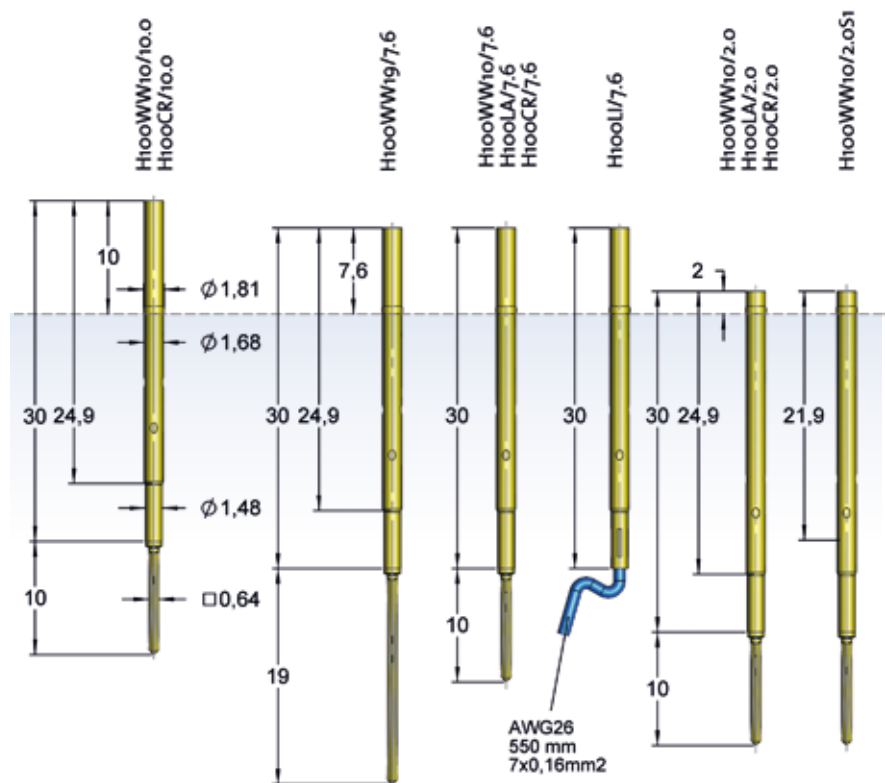 H100WW10/10.0
H100CR/10.0
H100WW19/7.6
H100WW10/7.6
H100LA/7.6
H100CR/7.6
H100LI/7.6
H100WW10/2.0
H100LA/2.0
H100CR/2.0
H100WW10/2.0S1
10
Ø1,81
Ø1,68
30
24,9
Ø1,48
10
□0,64
7,6
30
24,9
19
30
10
30
AWG26
550 mm
7x0,16mm2
2
30
24,9
10
21,9